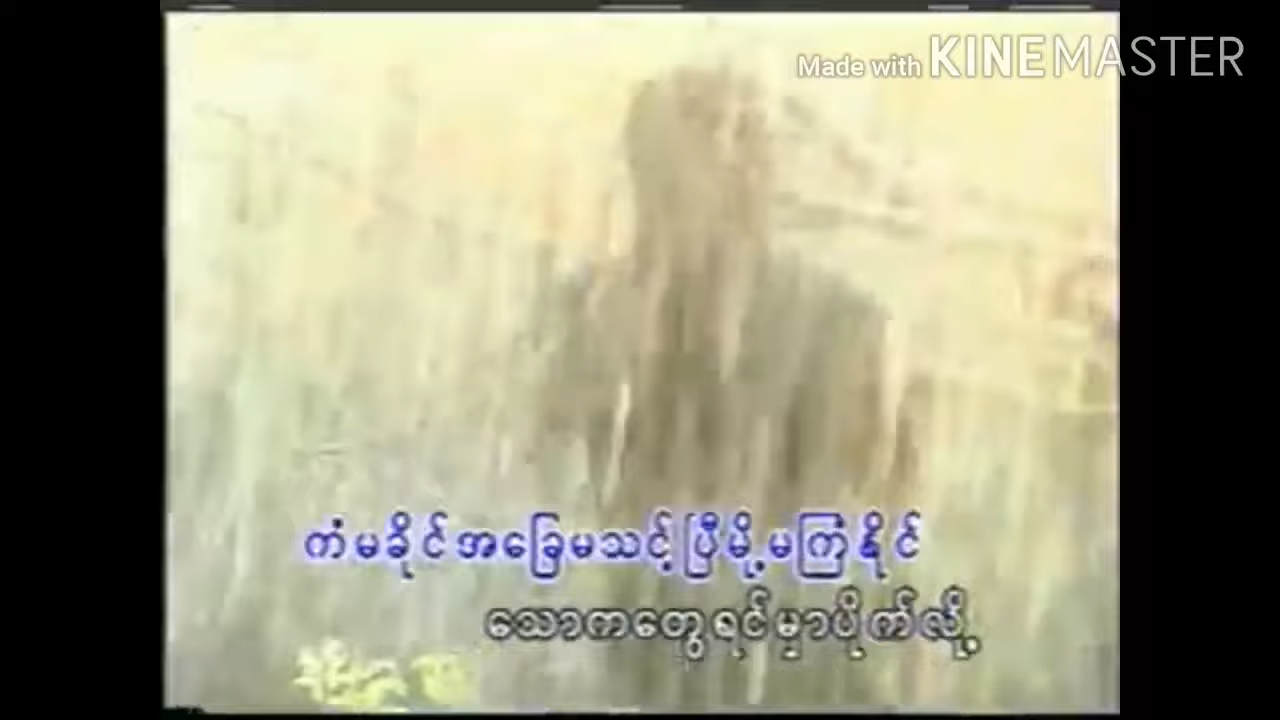 Made with KINEMASTER
ကံမခိုင်အခြေမသင့်ပြီမို့မကြံနိုင်
သောကတွေရင်မှာပိုက်လို့